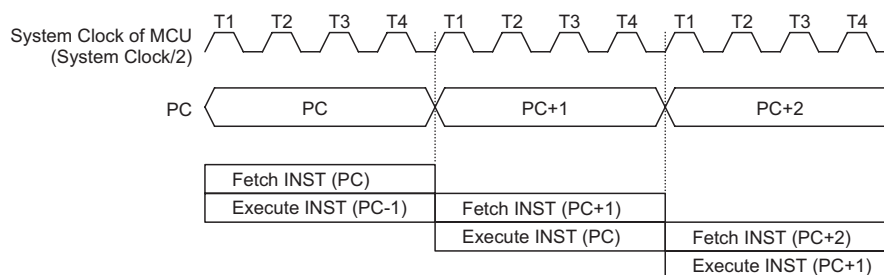 T1 T2 T3 T4 T1 T2 T3 T4 T1 T2 T3 T4
System Clock of MCU
(System Clock/2)
PC PC PC+1 PC+2
Fetch INST (PC)
Execute INST (PC-1) Fetch INST (PC+1)
Execute INST (PC) Fetch INST (PC+2)
Execute INST (PC+1)